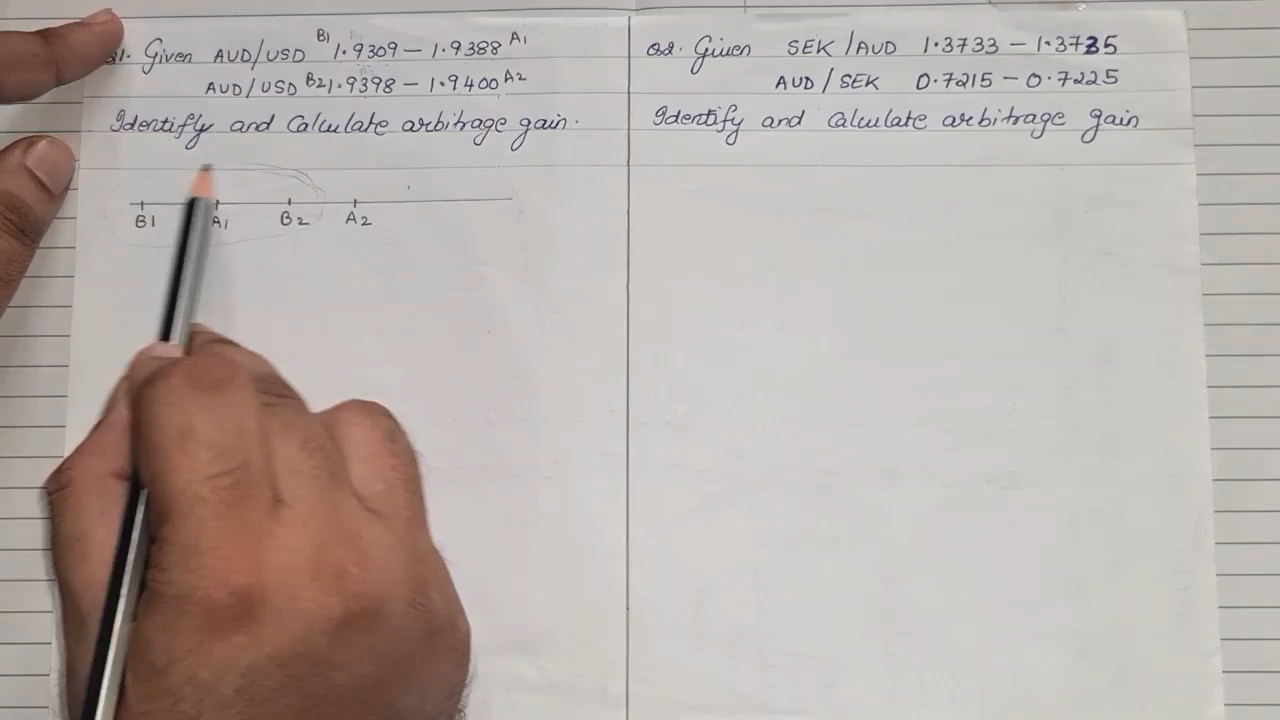 Q1. Given AUD/USD B1 1.9309 – 1.9388 A1
AUD/USD B2 1.9398 – 1.9400 A2
Identify and calculate arbitrage gain.
B1 A1 B2 A2
Q2. Given SEK/AUD 1.3733 – 1.3735
AUD/SEK 0.7215 – 0.7225
Identify and calculate arbitrage gain